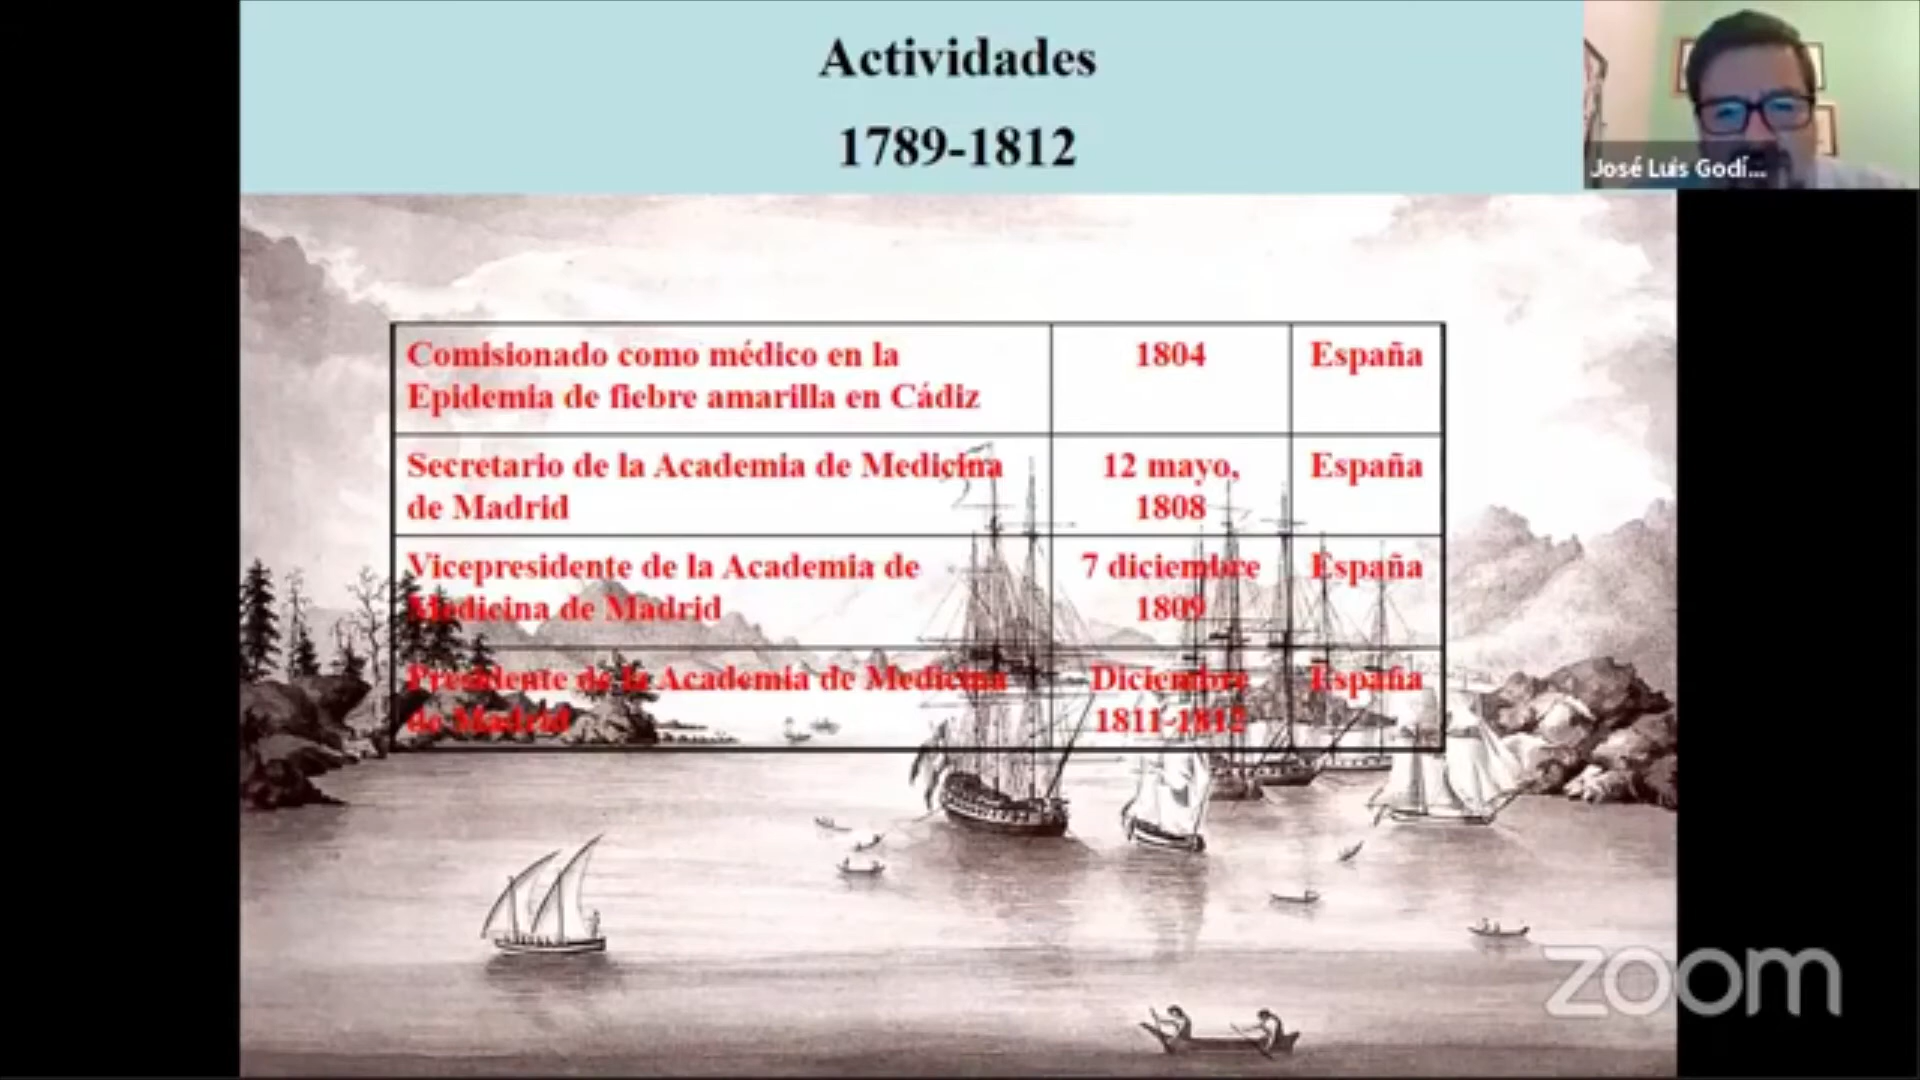 Actividades
1789-1812
José Luis Godí...
Comisionado como médico en la
Epidemia de fiebre amarilla en Cádiz
1804
España
Secretario de la Academia de Medicina
de Madrid
12 mayo,
1808
España
Vicepresidente de la Academia de
Medicina de Madrid
7 diciembre
1809
España
Presidente de la Academia de Medicina
de Madrid
Diciembre
1811-1812
España
zoom